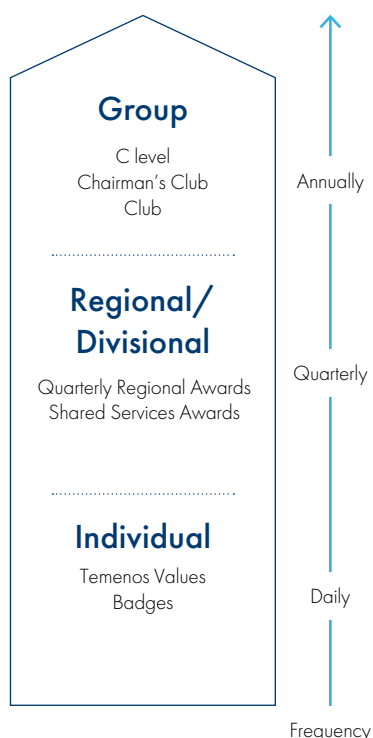 Group
C level
Chairman's Club
Club
Annually
Regional/
Divisional
Quarterly Regional Awards
Shared Services Awards
Quarterly
Individual
Temenos Values
Badges
Daily
Frequency